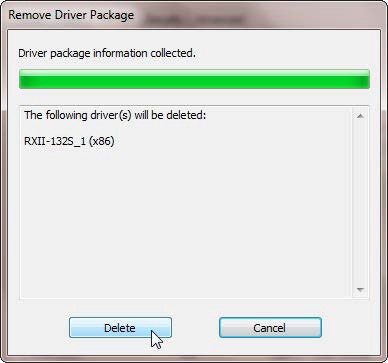 Remove Driver Package
Driver package information collected.
The following driver(s) will be deleted:
RXII-132S_1 (x86)
Delete
Cancel